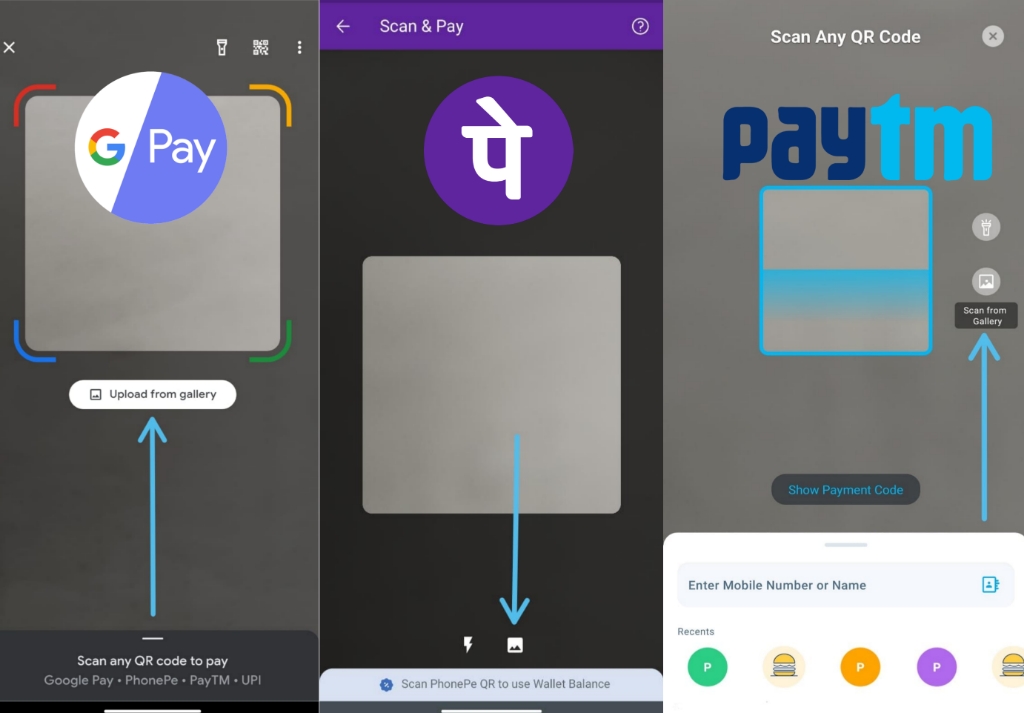 G Pay
Upload from gallery
Scan any QR code to pay
Google Pay • PhonePe • PayTM • UPI
Scan & Pay
?
पे
Scan PhonePe QR to use Wallet Balance
Scan Any QR Code
paytm
Scan from
Gallery
Show Payment Code
Enter Mobile Number or Name
Recents
P
P
P